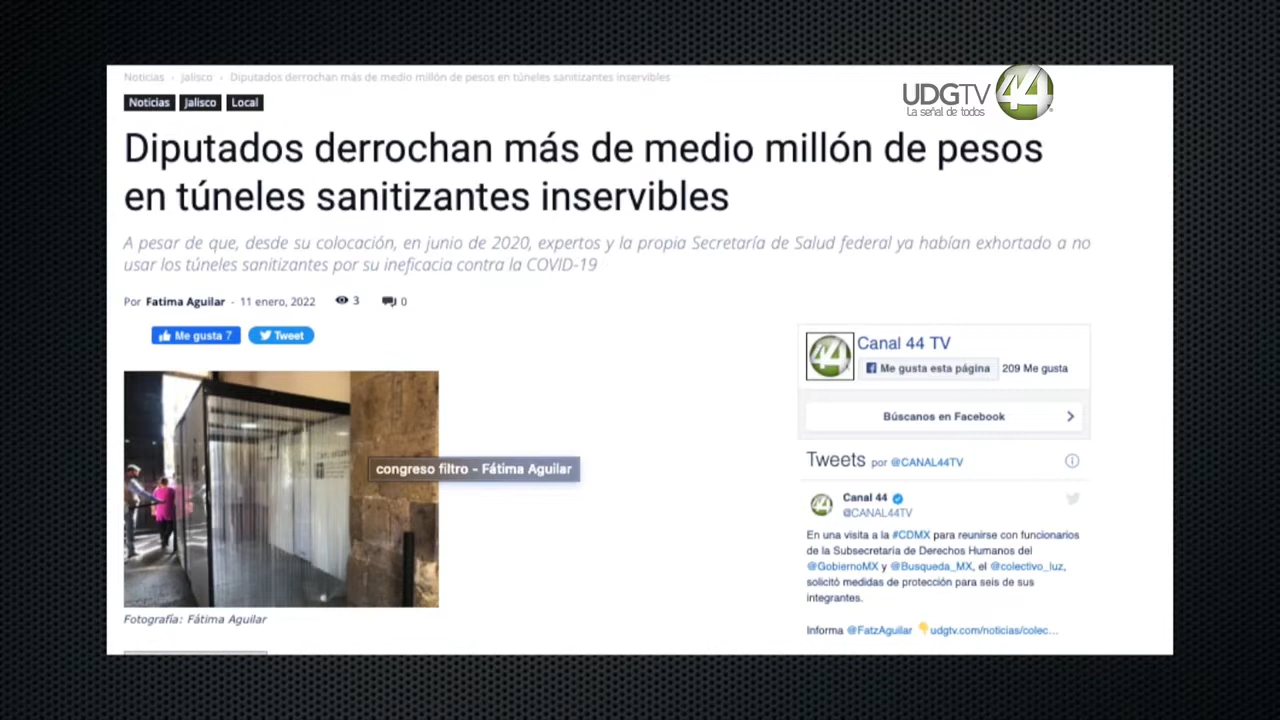 Noticias › Jalisco › Diputados derrochan más de medio millón de pesos en túneles sanitizantes inservibles
UDGTV 44
La señal de todos
Noticias Jalisco Local
Diputados derrochan más de medio millón de pesos
en túneles sanitizantes inservibles
A pesar de que, desde su colocación, en junio de 2020, expertos y la propia Secretaría de Salud federal ya habían exhortado a no
usar los túneles sanitizantes por su ineficacia contra la COVID-19
Por Fatima Aguilar - 11 enero, 2022 3 0
Me gusta 7 Tweet
congreso filtro - Fátima Aguilar
Fotografía: Fátima Aguilar
44
Canal 44 TV
Me gusta esta página 209 Me gusta
Búscanos en Facebook
Tweets por @CANAL44TV
44
Canal 44
@CANAL44TV
En una visita a la #CDMX para reunirse con funcionarios
de la Subsecretaría de Derechos Humanos del
@GobiernoMX y @Busqueda_MX, el @colectivo_luz,
solicitó medidas de protección para seis de sus
integrantes.
Informa @FatzAguilar 👇udgtv.com/noticias/colec…